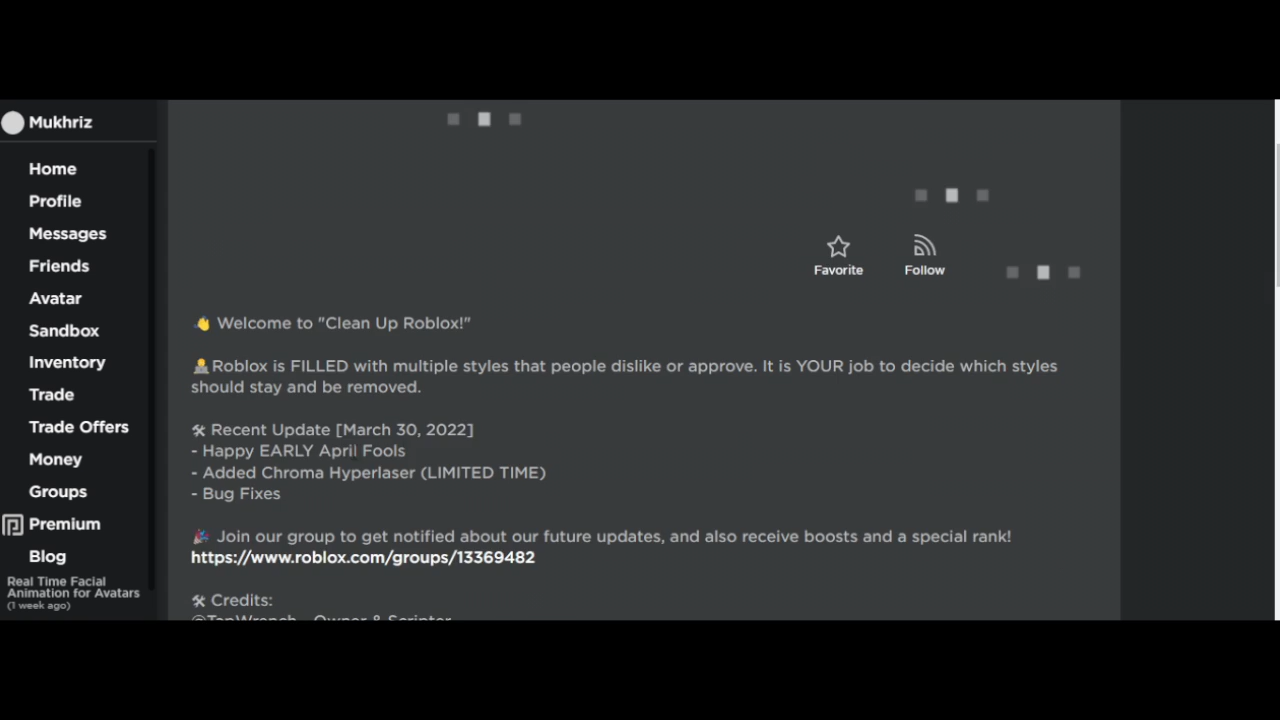 Mukhriz
Home
Profile
Messages
Friends
Avatar
Sandbox
Inventory
Trade
Trade Offers
Money
Groups
Premium
Blog
Real Time Facial
Animation for Avatars
(1 week ago)
Favorite
Follow
👋 Welcome to "Clean Up Roblox!"
Roblox is FILLED with multiple styles that people dislike or approve. It is YOUR job to decide which styles
should stay and be removed.
🛠 Recent Update [March 30, 2022]
- Happy EARLY April Fools
- Added Chroma Hyperlaser (LIMITED TIME)
- Bug Fixes
🎉 Join our group to get notified about our future updates, and also receive boosts and a special rank!
https://www.roblox.com/groups/13369482
🛠 Credits:
@TapWrench - Owner & Scripter